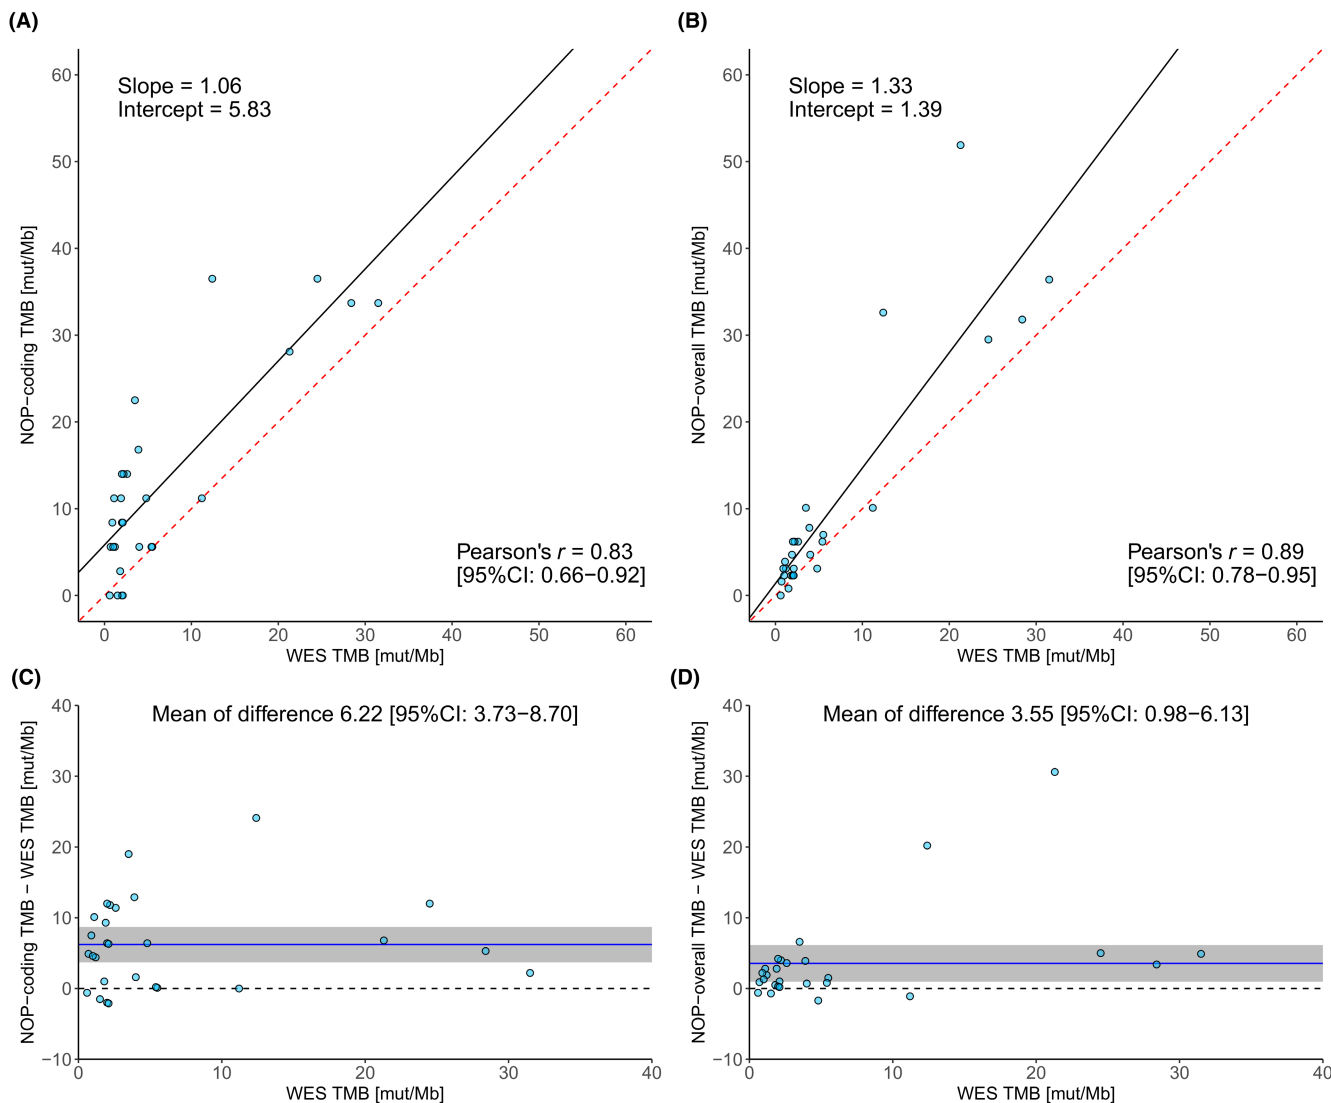 (A)
Slope = 1.06
Intercept = 5.83
NOP−coding TMB [mut/Mb]
60
50
40
30
20
10
0
Pearson's r = 0.83
[95%CI: 0.66−0.92]
0 10 20 30 40 50 60
WES TMB [mut/Mb]
(B)
Slope = 1.33
Intercept = 1.39
NOP−overall TMB [mut/Mb]
60
50
40
30
20
10
0
Pearson's r = 0.89
[95%CI: 0.78−0.95]
0 10 20 30 40 50 60
WES TMB [mut/Mb]
(C)
Mean of difference 6.22 [95%CI: 3.73−8.70]
NOP−coding TMB − WES TMB [mut/Mb]
40
30
20
10
0
−10
0 10 20 30 40
WES TMB [mut/Mb]
(D)
Mean of difference 3.55 [95%CI: 0.98−6.13]
NOP−overall TMB − WES TMB [mut/Mb]
40
30
20
10
0
−10
0 10 20 30 40
WES TMB [mut/Mb]